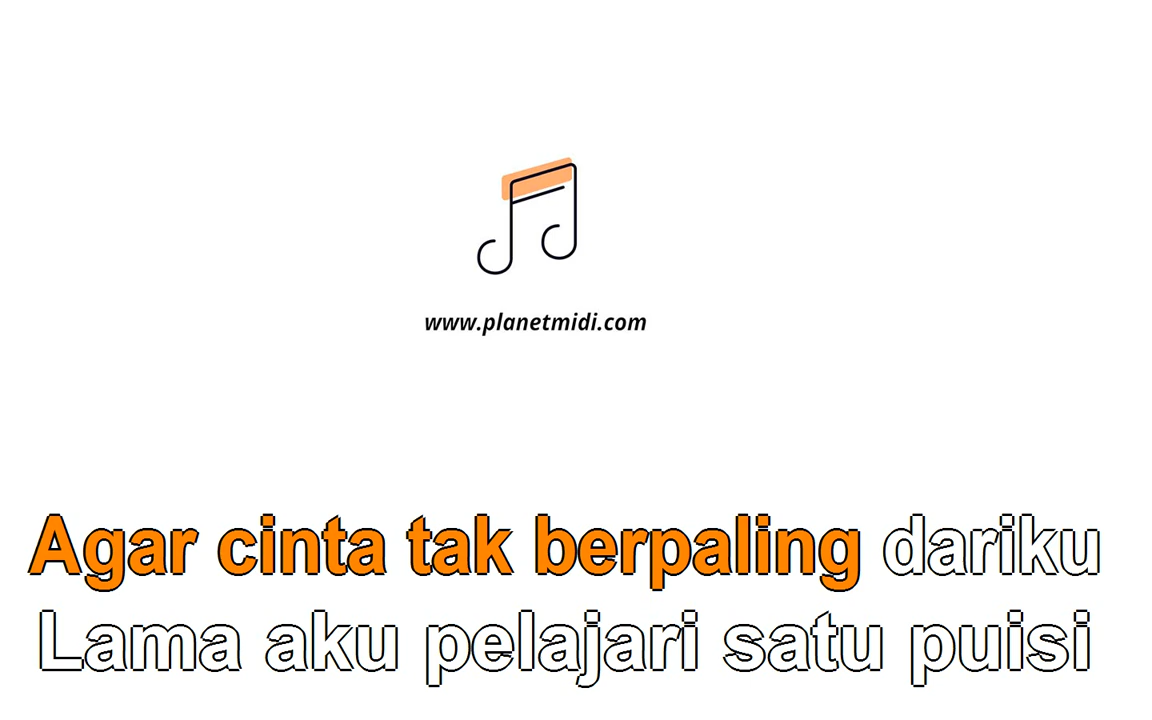 www.planetmidi.com
Agar cinta tak berpaling dariku
Lama aku pelajari satu puisi